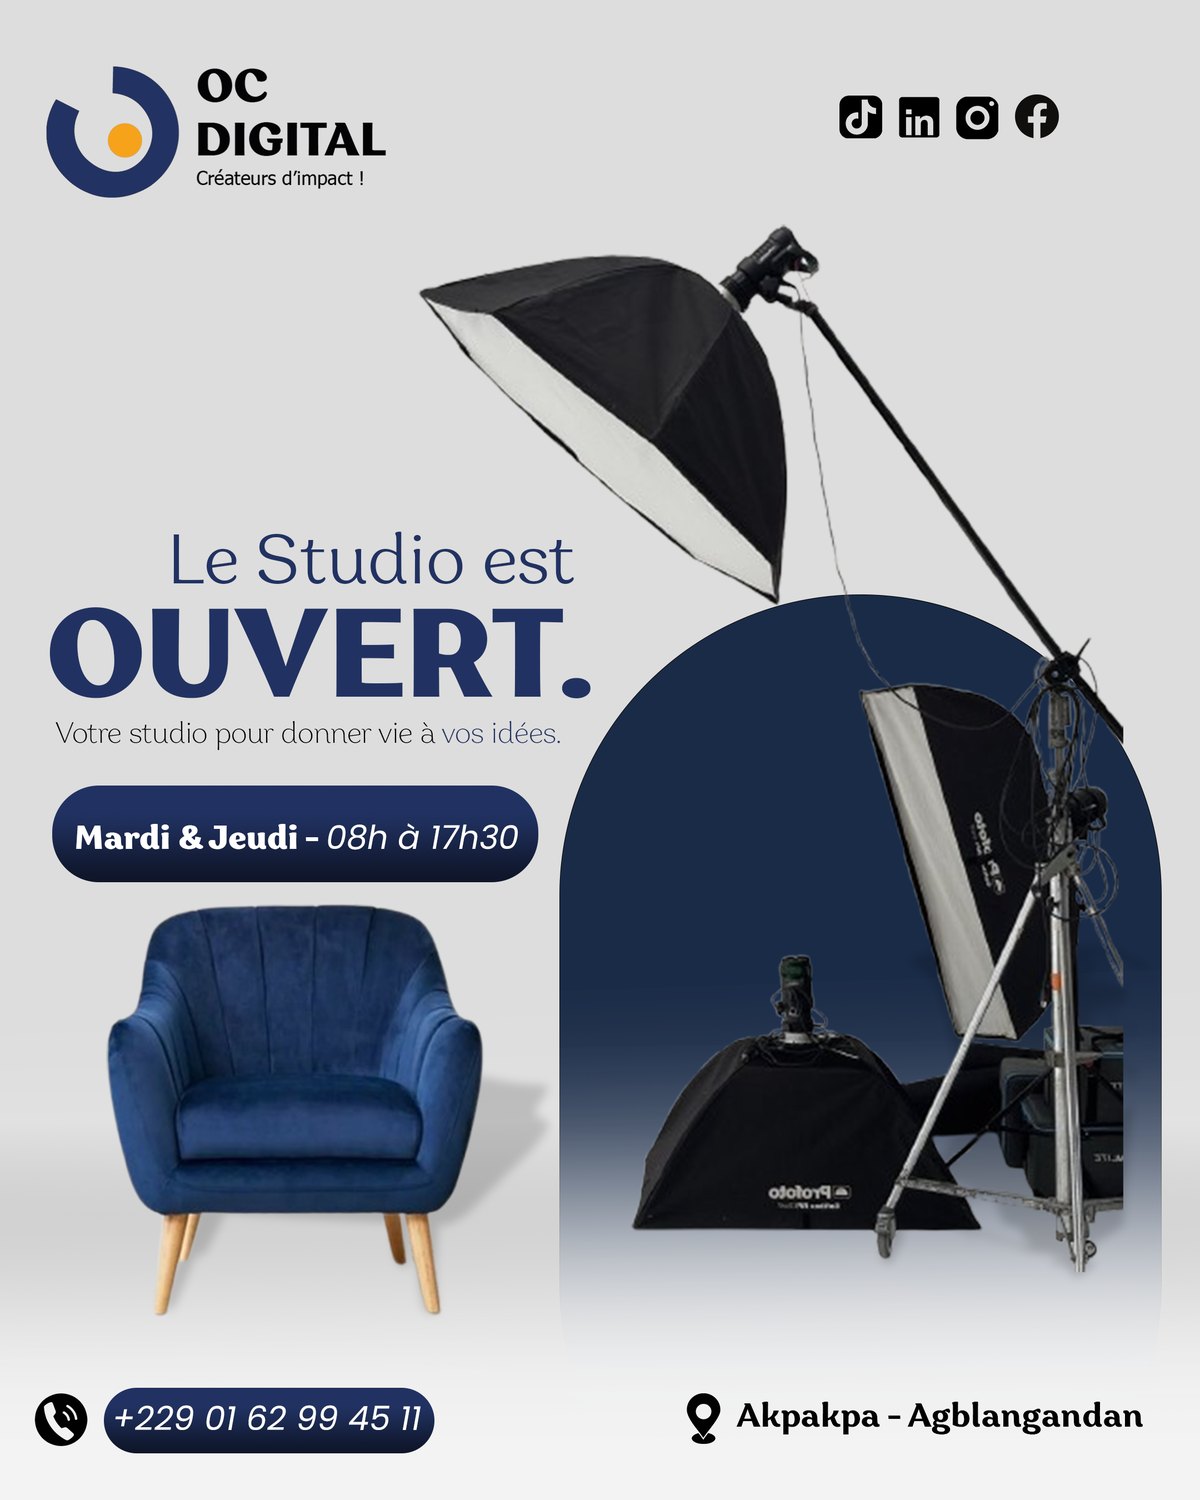 OC
DIGITAL
Créateurs d'impact !
Le Studio est
OUVERT.
Votre studio pour donner vie à vos idées.
Mardi & Jeudi - 08h à 17h30
Profoto
Profoto
+229 01 62 99 45 11
Akpakpa - Agblangandan